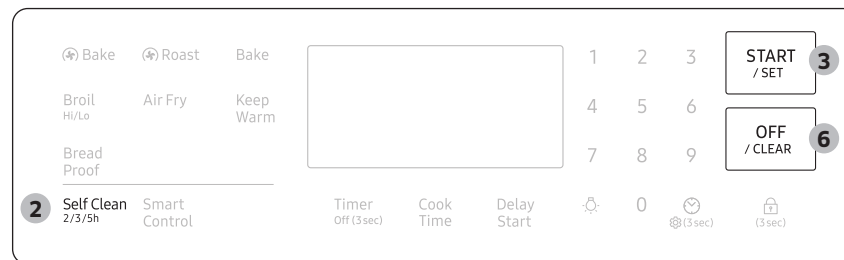 Bake Roast Bake 1 2 3 START
/ SET 3
Broil Air Fry Keep 4 5 6
Hi/Lo Warm
OFF
/ CLEAR 6
Bread 7 8 9
Proof
2 Self Clean Smart Timer Cook Delay 0
2/3/5h Control Off (3 sec) Time Start (3 sec) (3 sec)